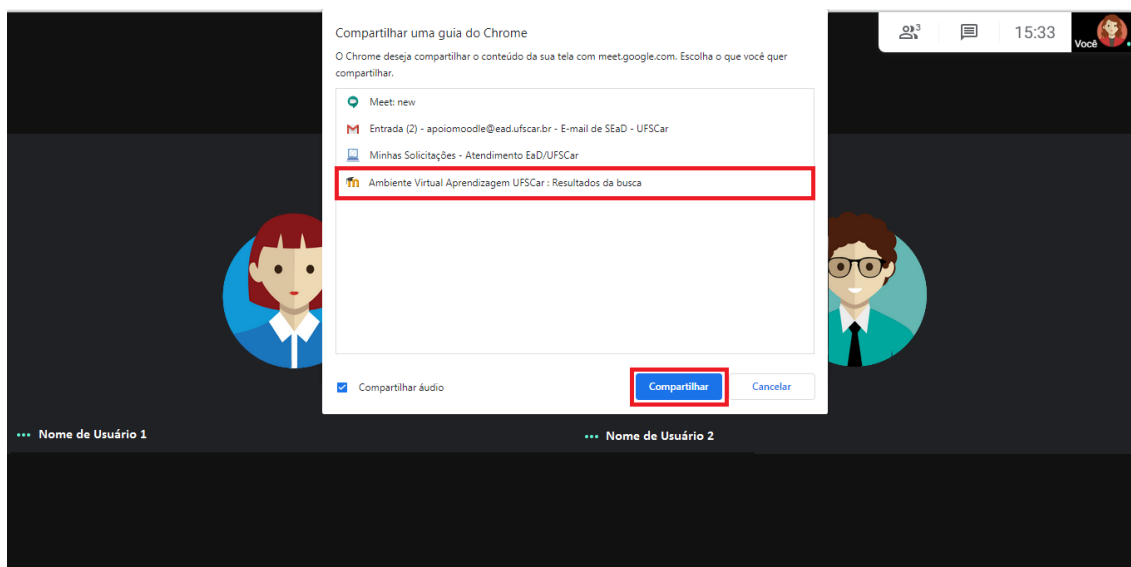 Compartilhar uma guia do Chrome
O Chrome deseja compartilhar o conteúdo da sua tela com meet.google.com. Escolha o que você quer
compartilhar.
Meet: new
Entrada (2) - apoiomoodle@ead.ufscar.br - E-mail de SEaD - UFSCar
Minhas Solicitações - Atendimento EaD/UFSCar
Ambiente Virtual Aprendizagem UFSCar : Resultados da busca
Compartilhar áudio
Compartilhar
Cancelar
3
15:33
Você
Nome de Usuário 1
Nome de Usuário 2